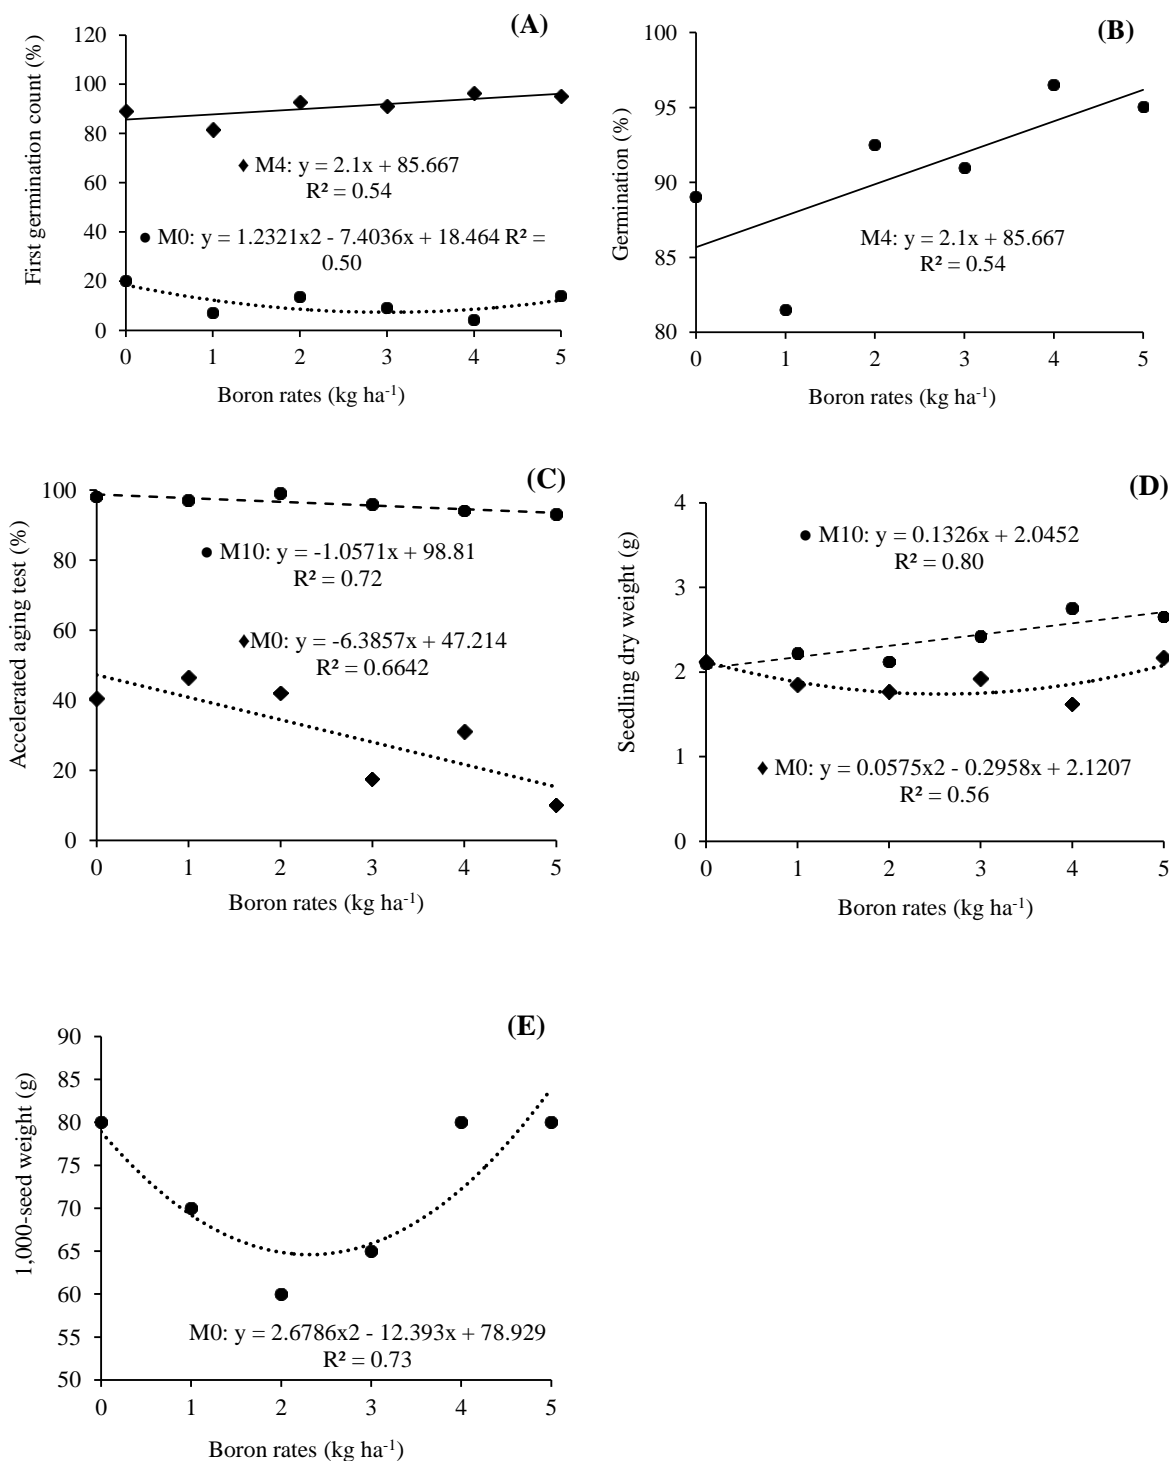 (A)
First germination count (%)
120
100
80
60
40
20
0
♦ M4: y = 2.1x + 85.667
R² = 0.54
● M0: y = 1.2321x2 - 7.4036x + 18.464 R² =
0.50
0 1 2 3 4 5
Boron rates (kg ha⁻¹)
(B)
Germination (%)
100
95
90
85
80
M4: y = 2.1x + 85.667
R² = 0.54
0 1 2 3 4 5
Boron rates (kg ha⁻¹)
(C)
Accelerated aging test (%)
100
80
60
40
20
0
● M10: y = -1.0571x + 98.81
R² = 0.72
♦M0: y = -6.3857x + 47.214
R² = 0.6642
0 1 2 3 4 5
Boron rates (kg ha⁻¹)
(D)
Seedling dry weight (g)
4
3
2
1
0
● M10: y = 0.1326x + 2.0452
R² = 0.80
♦ M0: y = 0.0575x2 - 0.2958x + 2.1207
R² = 0.56
0 1 2 3 4 5
Boron rates (kg ha⁻¹)
(E)
1,000-seed weight (g)
90
85
80
75
70
65
60
55
50
M0: y = 2.6786x2 - 12.393x + 78.929
R² = 0.73
0 1 2 3 4 5
Boron rates (kg ha⁻¹)